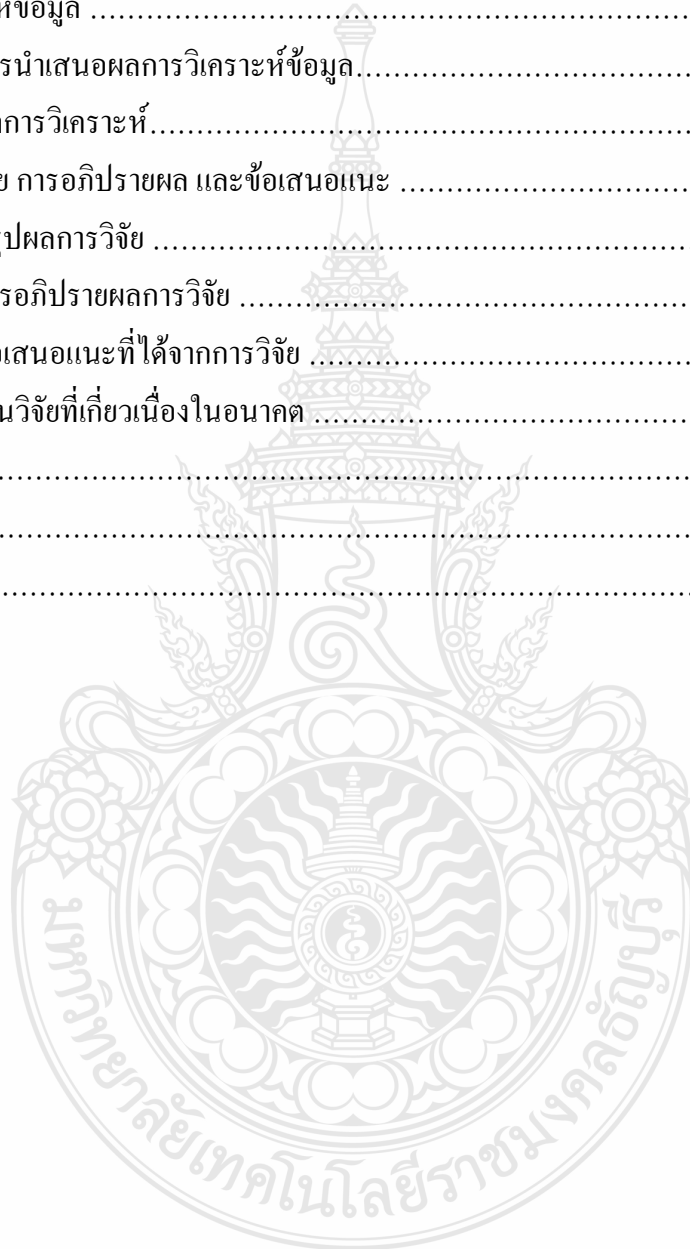 ห์ข้อมูล ........................................................................
รนำเสนอผลการวิเคราะห์ข้อมูล........................................
การวิเคราะห์....................................................................
ย การอภิปรายผล และข้อเสนอแนะ ...................................
ุปผลการวิจัย ...................................................................
รอภิปรายผลการวิจัย ........................................................
อเสนอแนะที่ได้จากการวิจัย ..............................................
นวิจัยที่เกี่ยวเนื่องในอนาคต ..............................................
....................................................................................
....................................................................................
....................................................................................
มหาวิทยาลัยเทคโนโลยีราชมงคลธัญบุรี